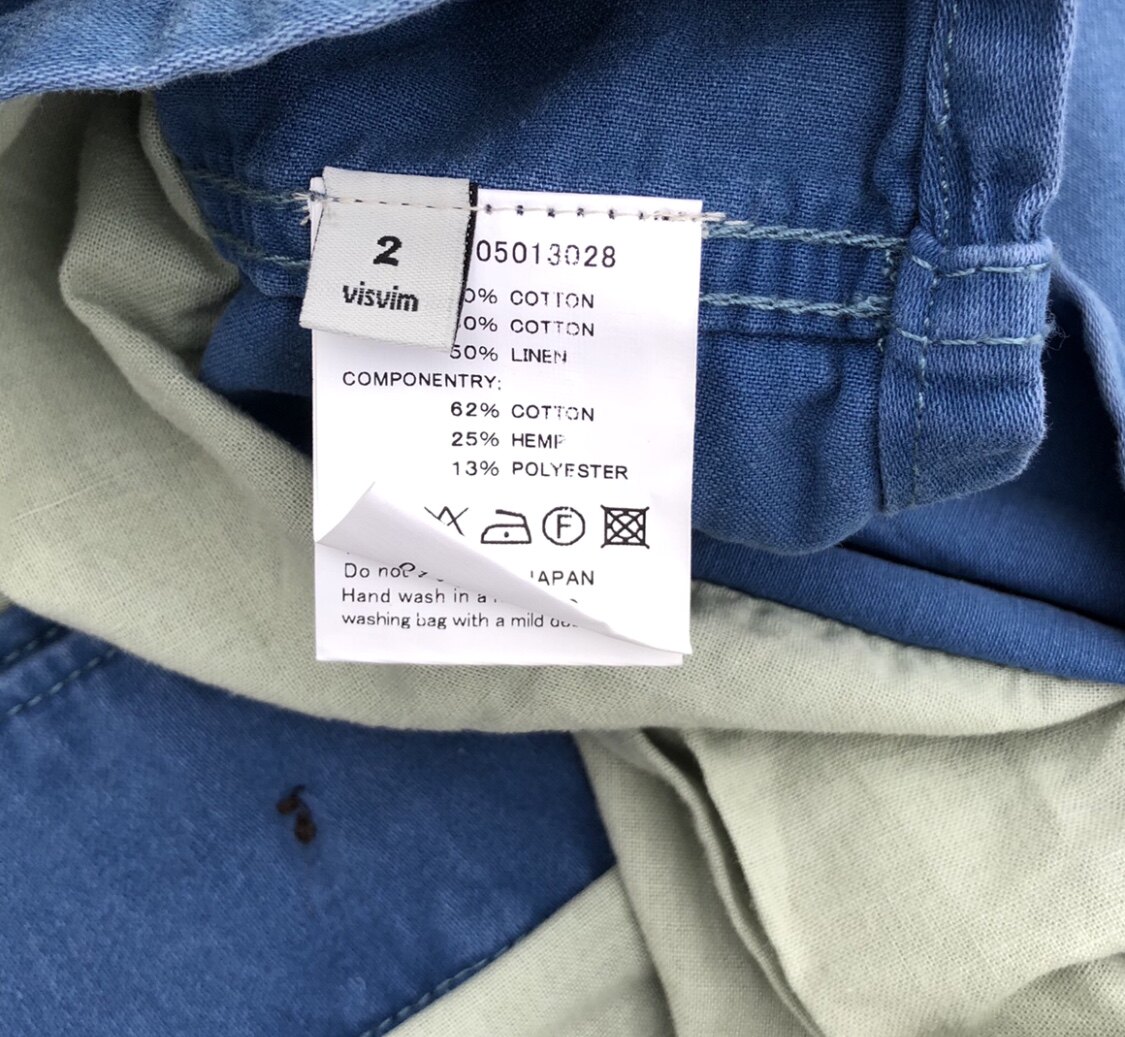 2
visvim
05013028
0% COTTON
0% COTTON
50% LINEN
COMPONENTRY:
62% COTTON
25% HEMP
13% POLYESTER
F
Do not JAPAN
Hand wash in a
washing bag with a mild